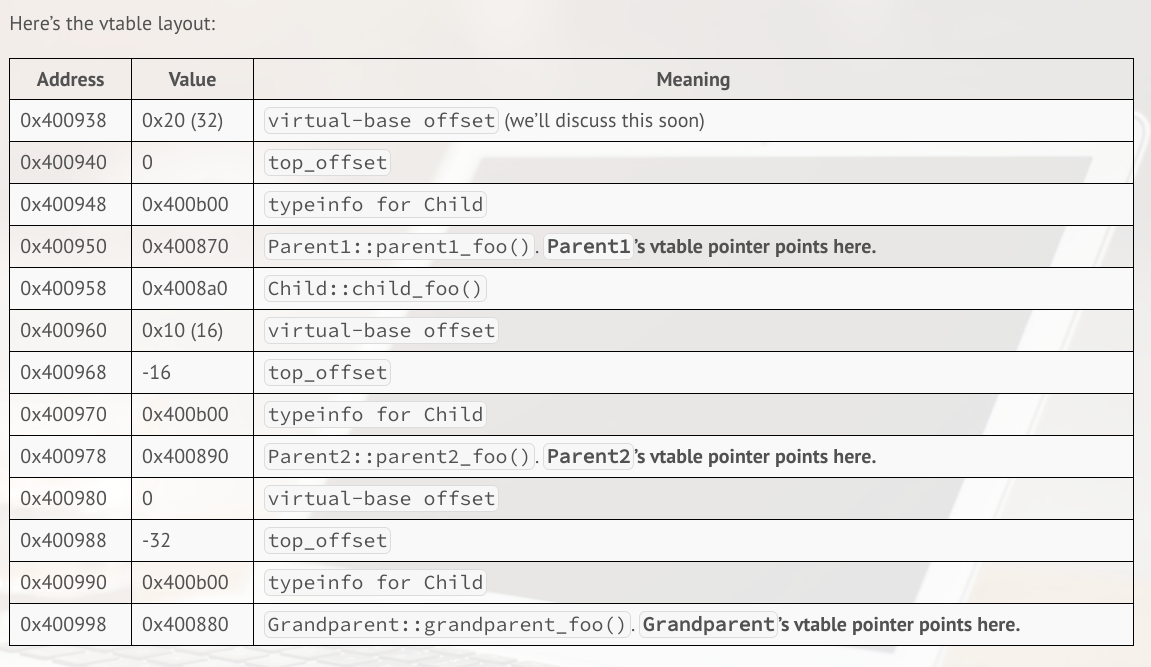 Here's the vtable layout:
Address Value Meaning
0x400938 0x20 (32) virtual-base offset (we'll discuss this soon)
0x400940 0 top_offset
0x400948 0x400b00 typeinfo for Child
0x400950 0x400870 Parent1::parent1_foo(). Parent1's vtable pointer points here.
0x400958 0x4008a0 Child::child_foo()
0x400960 0x10 (16) virtual-base offset
0x400968 -16 top_offset
0x400970 0x400b00 typeinfo for Child
0x400978 0x400890 Parent2::parent2_foo(). Parent2's vtable pointer points here.
0x400980 0 virtual-base offset
0x400988 -32 top_offset
0x400990 0x400b00 typeinfo for Child
0x400998 0x400880 Grandparent::grandparent_foo(). Grandparent's vtable pointer points here.